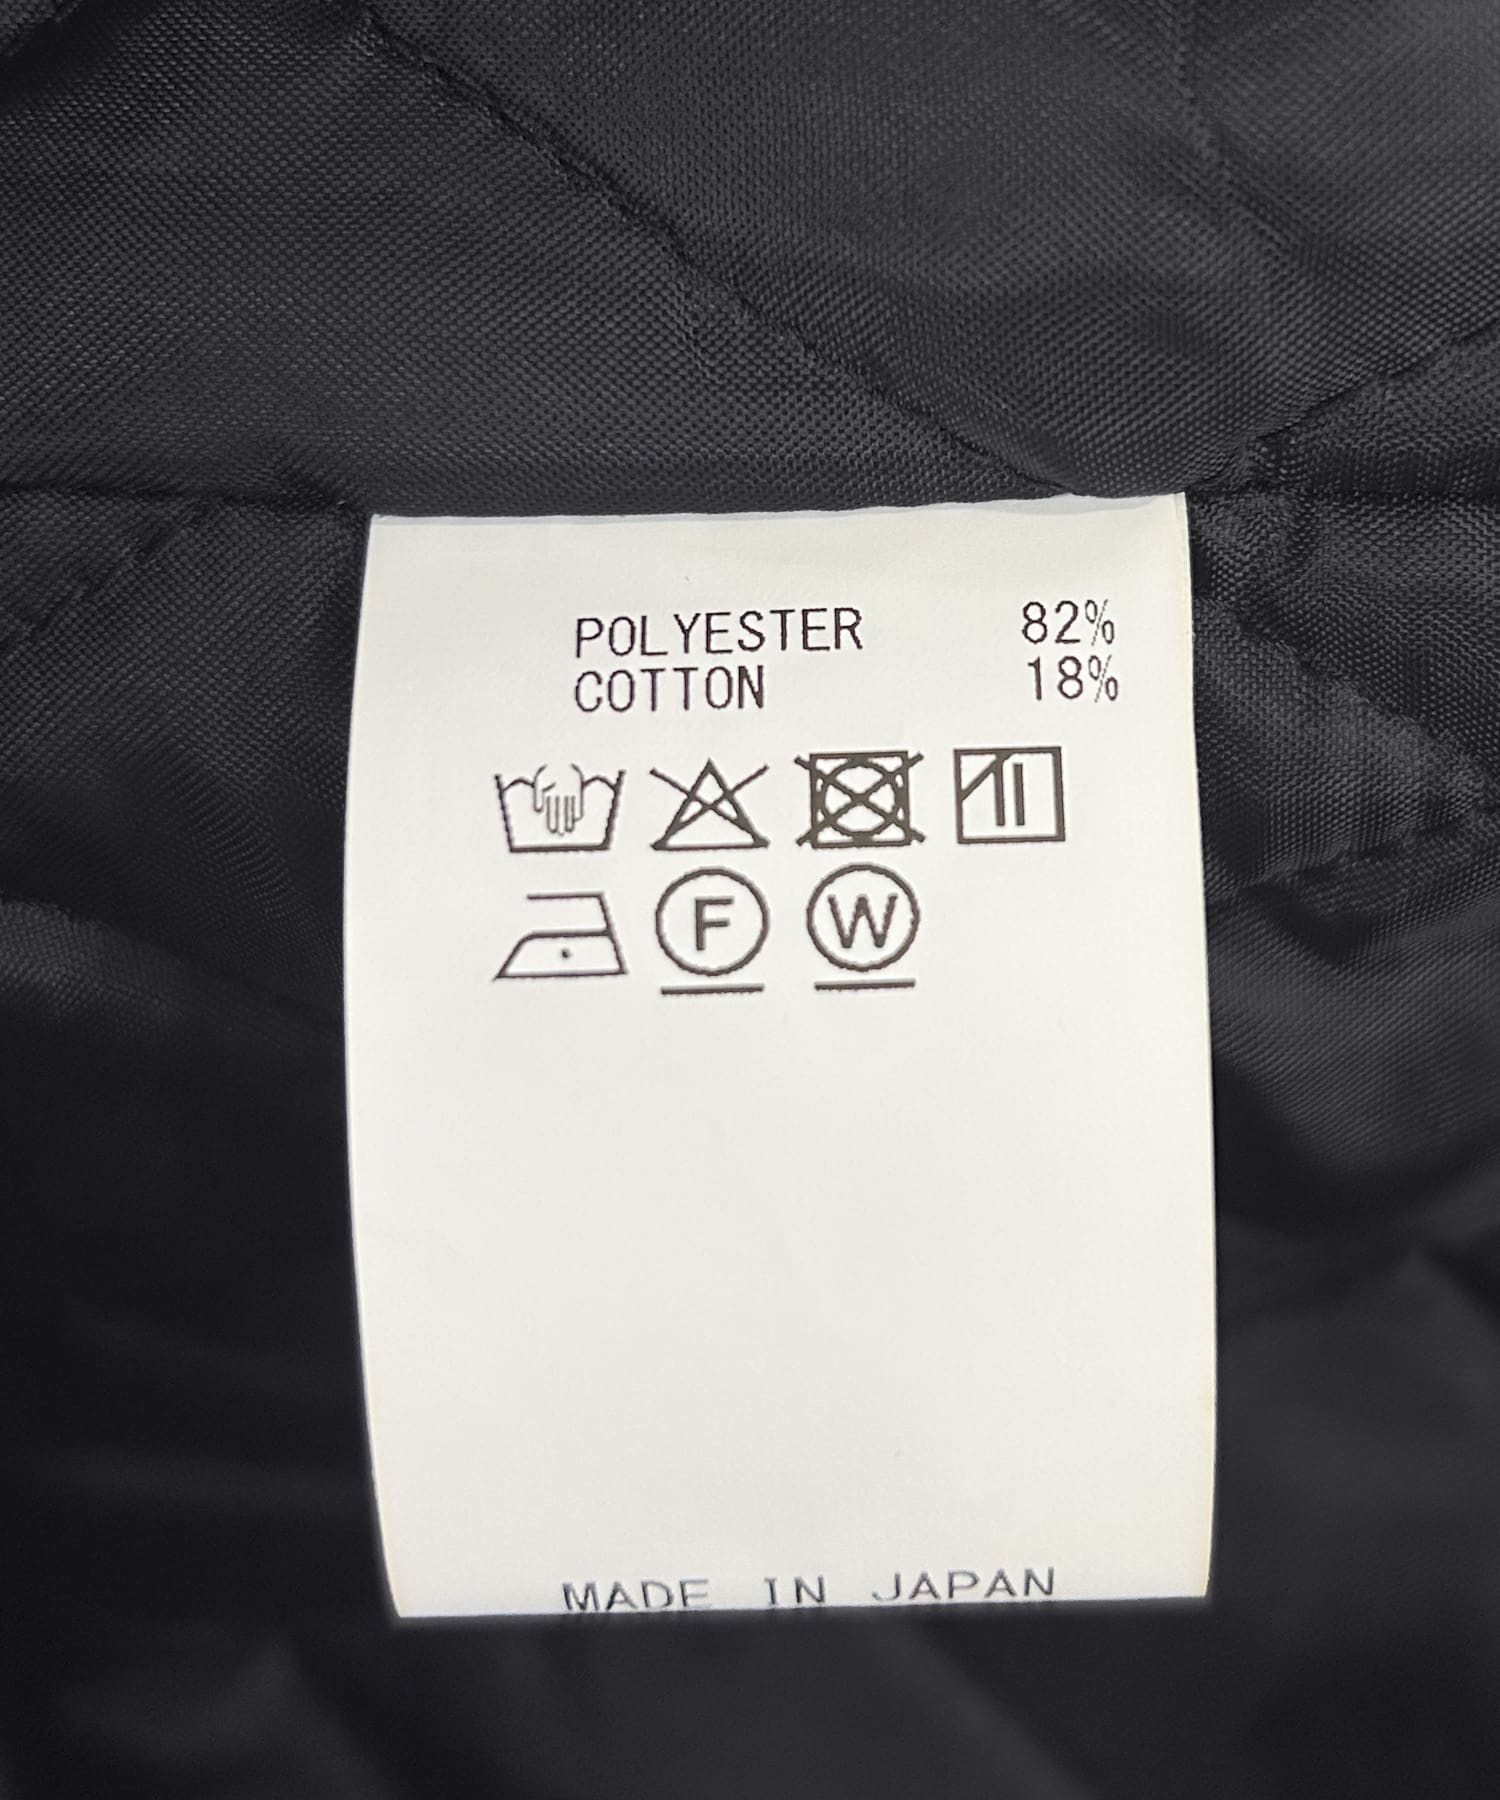 POLYESTER 82%
COTTON 18%
F W
MADE IN JAPAN